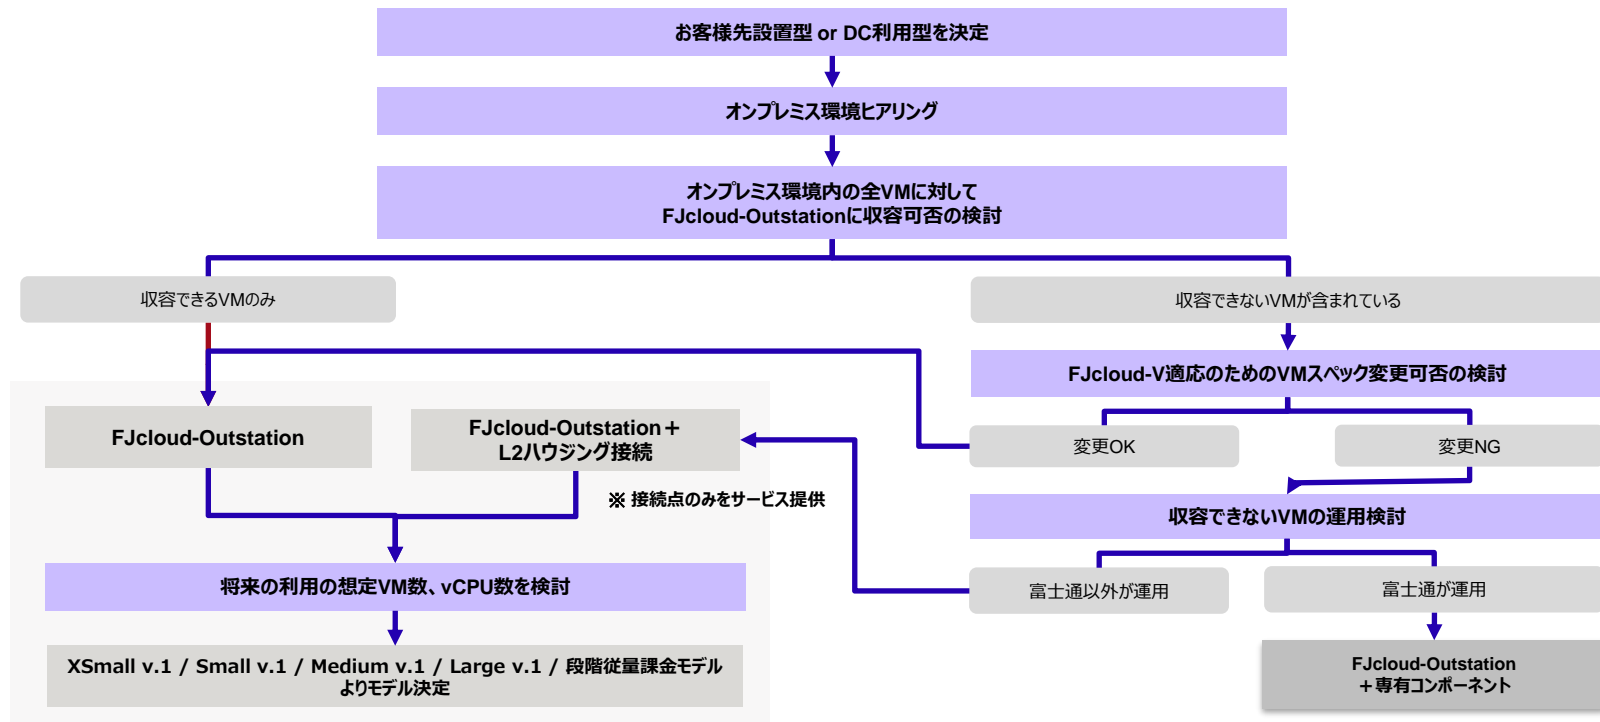 お客様先設置型 or DC利用型を決定
オンプレミス環境ヒアリング
オンプレミス環境内の全VMに対して
FJcloud-Outstationに収容可否の検討
収容できるVMのみ
収容できないVMが含まれている
FJcloud-V適応のためのVMスペック変更可否の検討
FJcloud-Outstation
FJcloud-Outstation＋
L2ハウジング接続
変更OK
変更NG
※ 接続点のみをサービス提供
収容できないVMの運用検討
将来の利用の想定VM数、vCPU数を検討
富士通以外が運用
富士通が運用
XSmall v.1 / Small v.1 / Medium v.1 / Large v.1 / 段階従量課金モデル
よりモデル決定
FJcloud-Outstation
＋専有コンポーネント